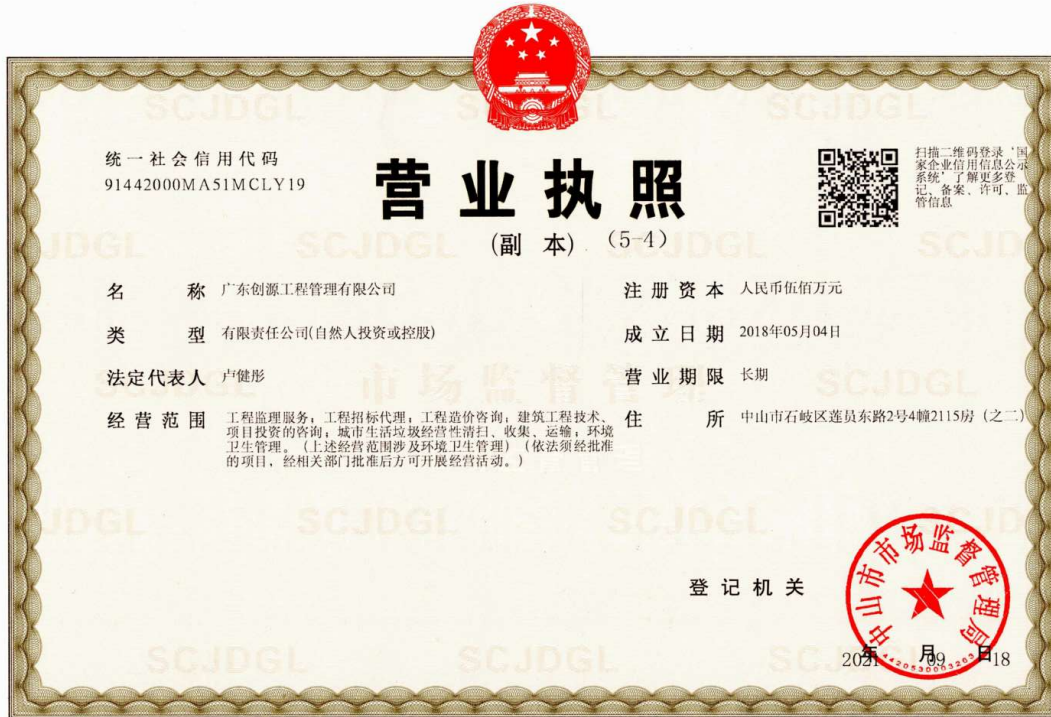 统一社会信用代码
91442000MA51MCLY19
营业执照
(副 本) (5-4)
扫描二维码登录‘国
家企业信用信息公示
系统’了解更多登
记、备案、许可、监
管信息
名 称 广东创源工程管理有限公司
类 型 有限责任公司(自然人投资或控股)
法定代表人 卢健彤
经营范围 工程监理服务;工程招标代理;工程造价咨询;建筑工程技术、
项目投资的咨询;城市生活垃圾经营性清扫、收集、运输;环境
卫生管理。(上述经营范围涉及环境卫生管理)(依法须经批准
的项目,经相关部门批准后方可开展经营活动。)
注册资本 人民币伍佰万元
成立日期 2018年05月04日
营业期限 长期
住 所 中山市石岐区莲员东路2号4幢2115房(之二)
登记机关
中山市市场监督管理局
4420530003203
2021年 09月 18日
SCJDGL
市场监督管理